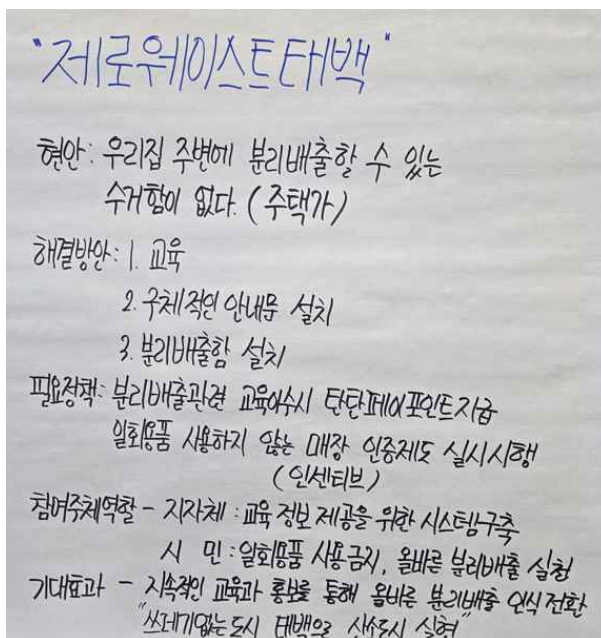 "제로웨이스트태백"
현안: 우리집 주변에 분리배출할 수 있는
수거함이 없다. (주택가)
해결방안: 1. 교육
2. 구체적인 안내문 설치
3. 분리배출함 설치
필요정책: 분리배출관련 교육이수시 탄탄페이포인트지급
일회용품 사용하지 않는 매장 인증제도 실시시행
(인센티브)
참여주체역할 - 지자체 : 교육 정보 제공을 위한 시스템구축
시 민 : 일회용품 사용금지, 올바른 분리배출 실천
기대효과 - 지속적인 교육과 홍보를 통해 올바른 분리배출 인식전환
"쓰레기없는도시 태백으로 산소도시 실현"